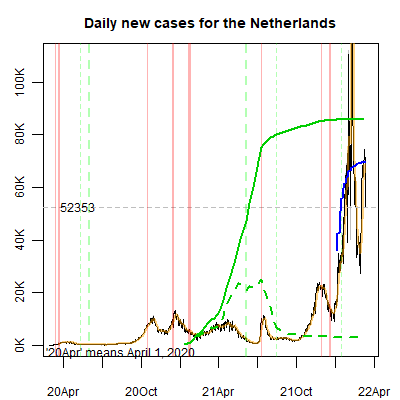 Daily new cases for the Netherlands
100K
80K
60K
52353
40K
20K
0K
'20Apr' means April 1, 2020
20Apr
20Oct
21Apr
21Oct
22Apr